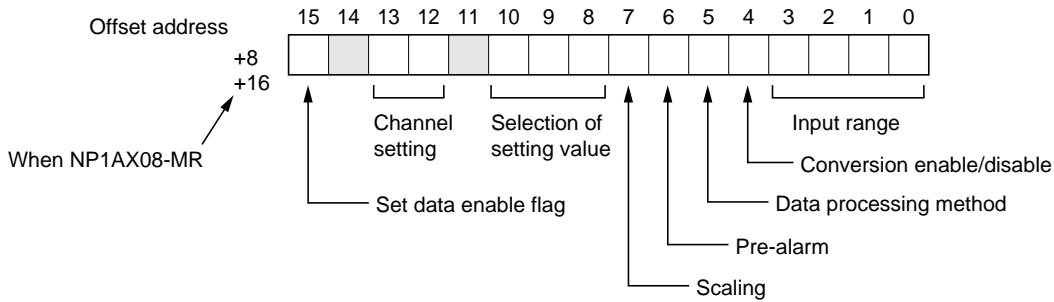 Offset address
15 14 13 12 11 10 9 8 7 6 5 4 3 2 1 0
+8
+16
Channel
setting
Selection of
setting value
Input range
When NP1AX08-MR
Conversion enable/disable
Set data enable flag
Data processing method
Pre-alarm
Scaling